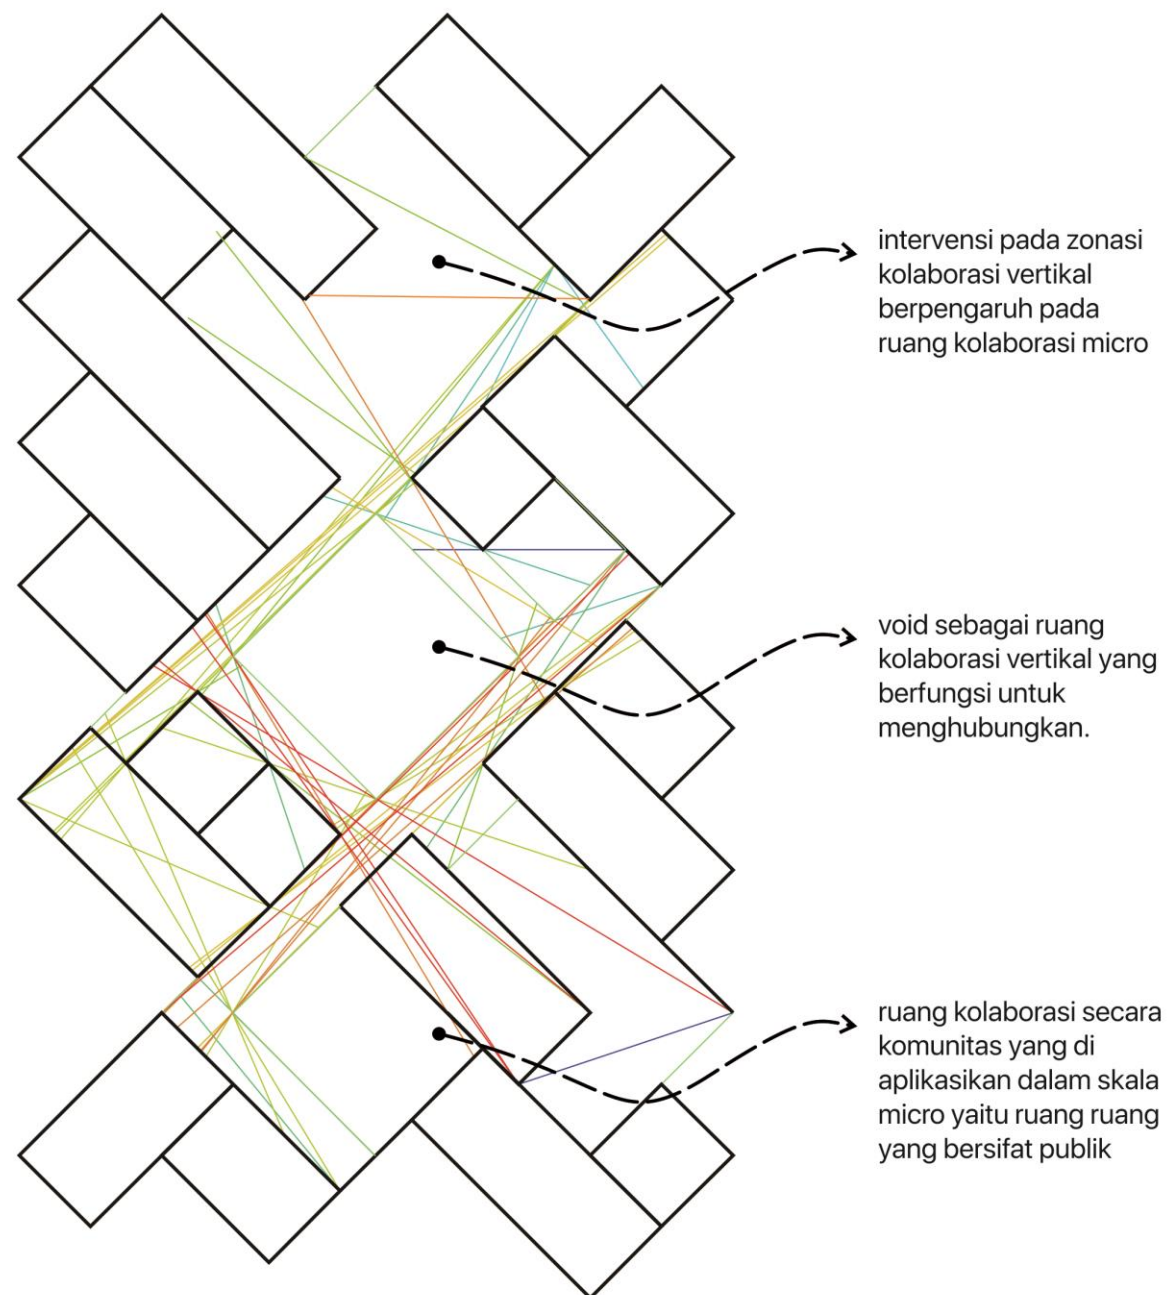 intervensi pada zonasi
kolaborasi vertikal
berpengaruh pada
ruang kolaborasi micro
void sebagai ruang
kolaborasi vertikal yang
berfungsi untuk
menghubungkan.
ruang kolaborasi secara
komunitas yang di
aplikasikan dalam skala
micro yaitu ruang ruang
yang bersifat publik